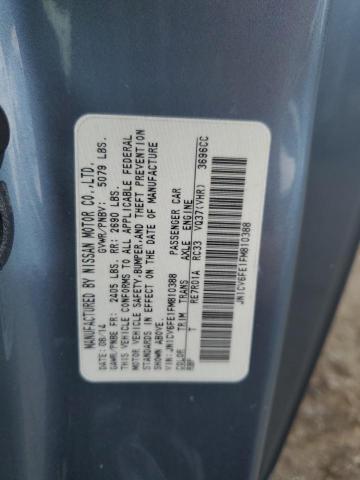 MANUFACTURED BY NISSAN MOTOR CO.,LTD.
DATE: 08/14 GVWR/PNBV: 5079 LBS.
GAWR/PNBE FR: 2405 LBS. RR: 2690 LBS.
THIS VEHICLE CONFORMS TO ALL APPLICABLE FEDERAL
MOTOR VEHICLE SAFETY, BUMPER, AND THEFT PREVENTION
STANDARDS IN EFFECT ON THE DATE OF MANUFACTURE
SHOWN ABOVE
VIN: JN1CV6FE1FM810388 PASSENGER CAR
COLOR TRIM TRANS AXLE ENGINE
T RE7R01A RC33 VQ37(VHR) 3696CC
RBF
JN1CV6FE1FM810388